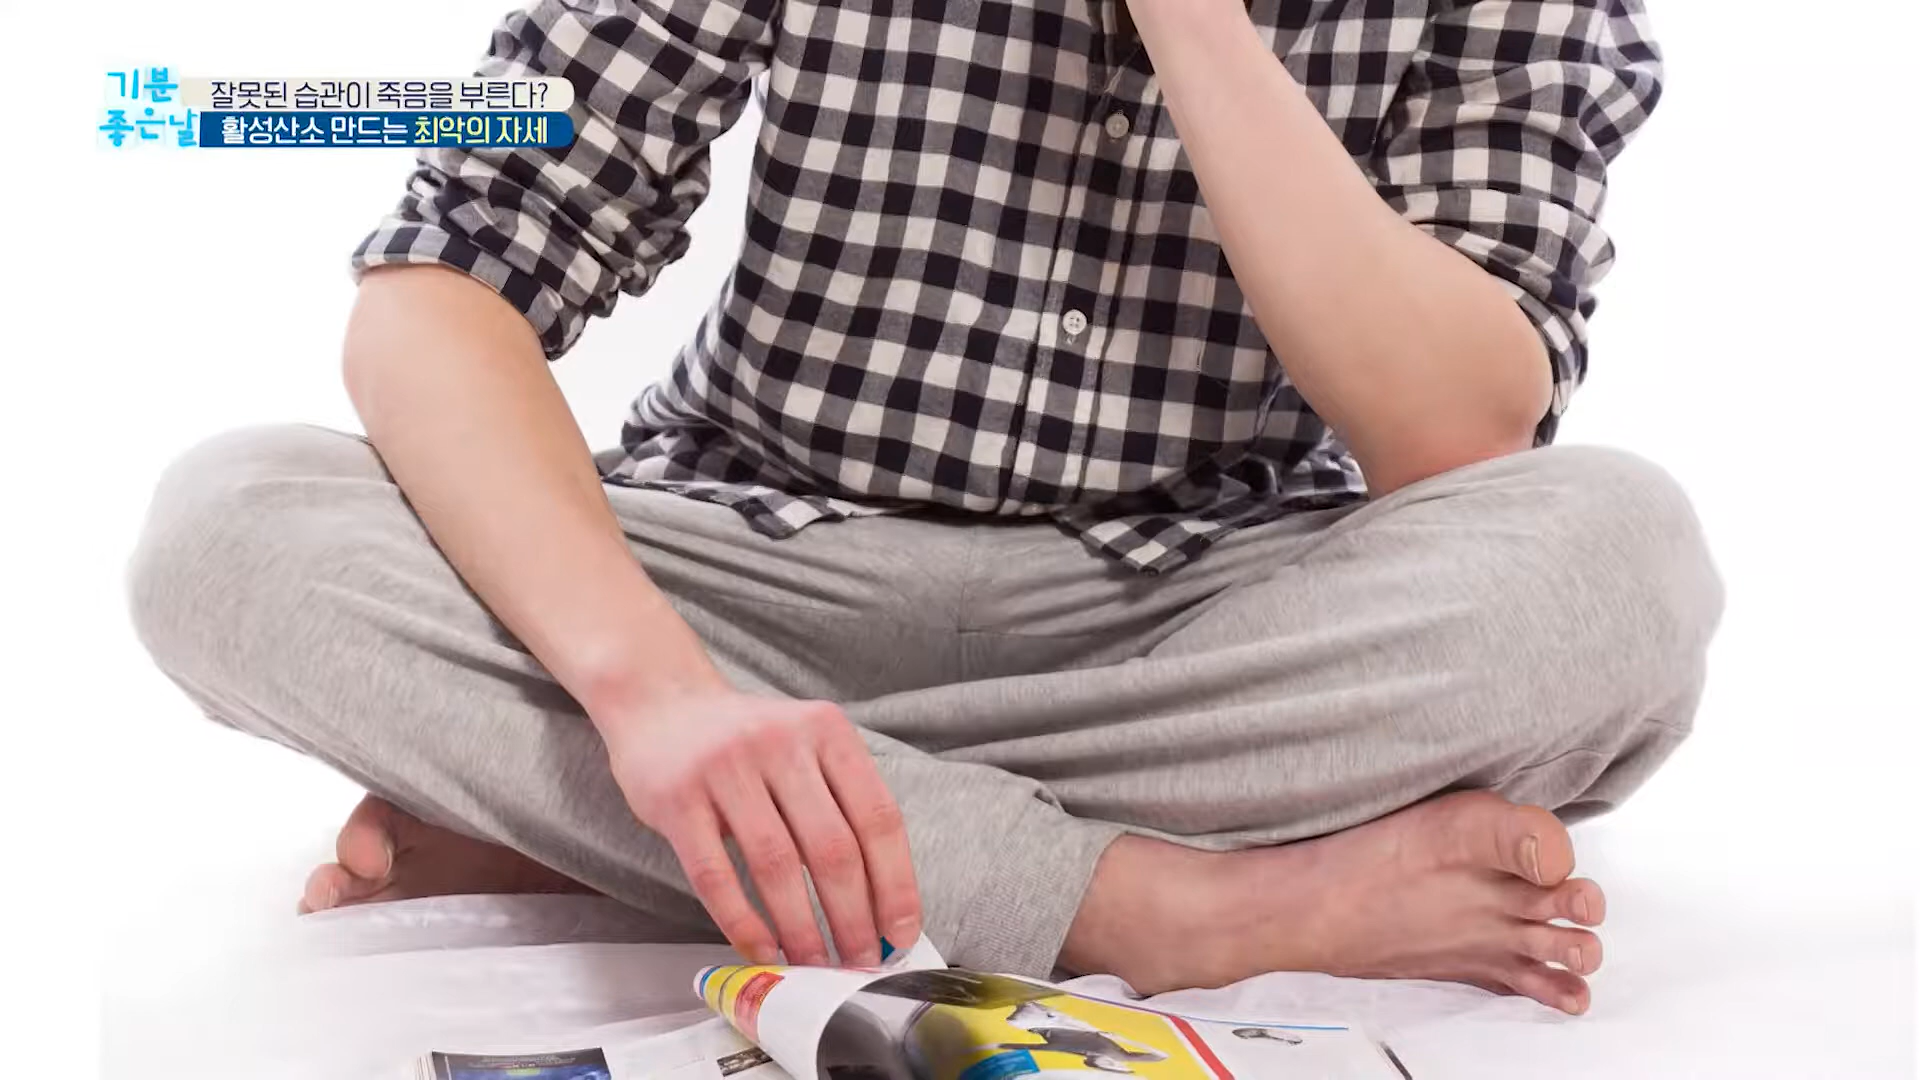 기분
좋은날
잘못된 습관이 죽음을 부른다?
활성산소 만드는 최악의 자세